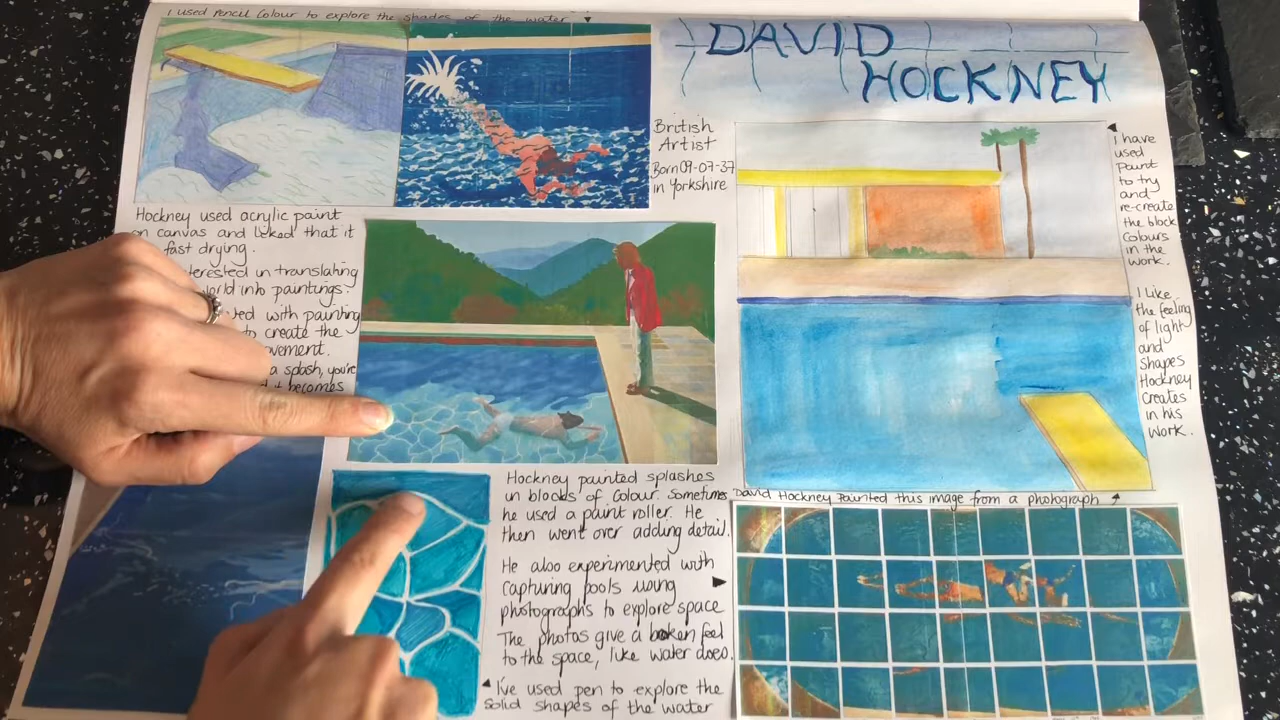 I used pencil colour to explore the shades of the water
DAVID
HOCKNEY
British
Artist
Born 09-07-37
in Yorkshire
Hockney used acrylic paint
on canvas and liked that it
fast drying.
terested in translating
world into paintings.
with painting
to create the
vement.
a splash, you're
it becomes
i have
used
paint
to try
and
re-create
the block
colours
in the
work.
I like
the feeling
of light
and
shapes
Hockney
creates
in his
work.
Hockney painted splashes
in blocks of colour. Sometimes
he used a paint roller. He
then went over adding detail.
He also experimented with
capturing pools using
photographs to explore space
The photos give a broken feel
to the space, like water does.
I've used pen to explore the
solid shapes of the water
David Hockney painted this image from a photograph